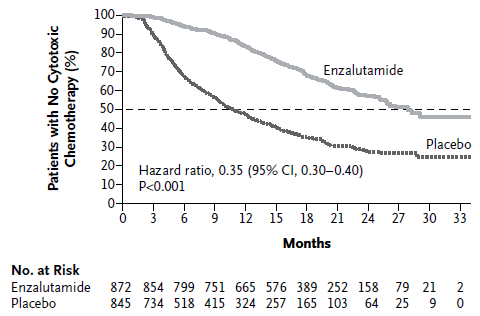 100
90
80
70
60
50
40
30
20
10
0
Patients with No Cytotoxic
Chemotherapy (%)
Enzalutamide
Placebo
Hazard ratio, 0.35 (95% CI, 0.30–0.40)
P<0.001
0 3 6 9 12 15 18 21 24 27 30 33
Months
No. at Risk
Enzalutamide 872 854 799 751 665 576 389 252 158 79 21 2
Placebo 845 734 518 415 324 257 165 103 64 25 9 0